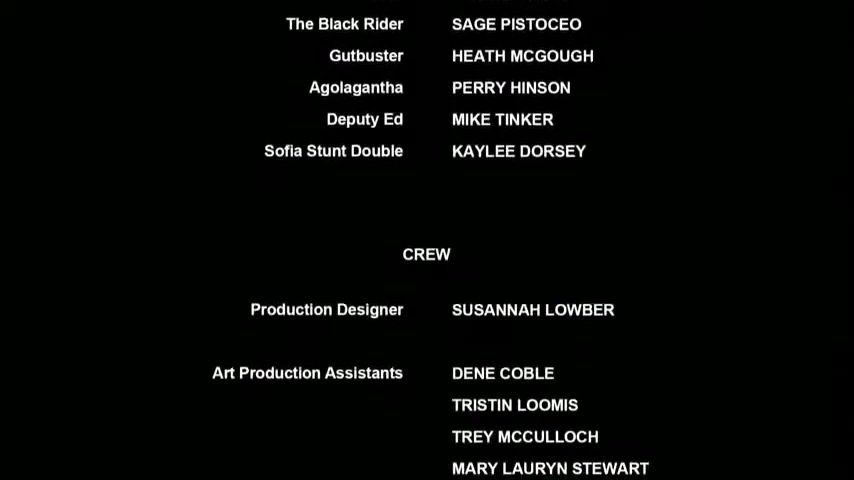 The Black Rider SAGE PISTOCEO
Gutbuster HEATH MCGOUGH
Agolagantha PERRY HINSON
Deputy Ed MIKE TINKER
Sofia Stunt Double KAYLEE DORSEY
CREW
Production Designer SUSANNAH LOWBER
Art Production Assistants DENE COBLE
TRISTIN LOOMIS
TREY MCCULLOCH
MARY LAURYN STEWART